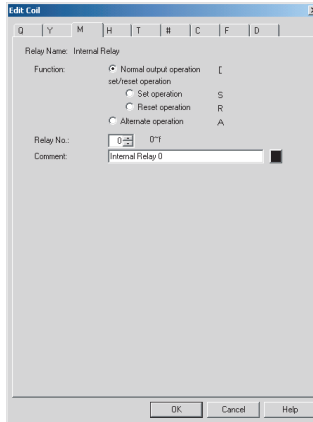 Edit Coil
Q Y M H T # C F D
Relay Name: Internal Relay
Function: Normal output operation [
set/reset operation
Set operation S
Reset operation R
Alternate operation A
Relay No.: 0 0~f
Comment: Internal Relay 0
OK Cancel Help